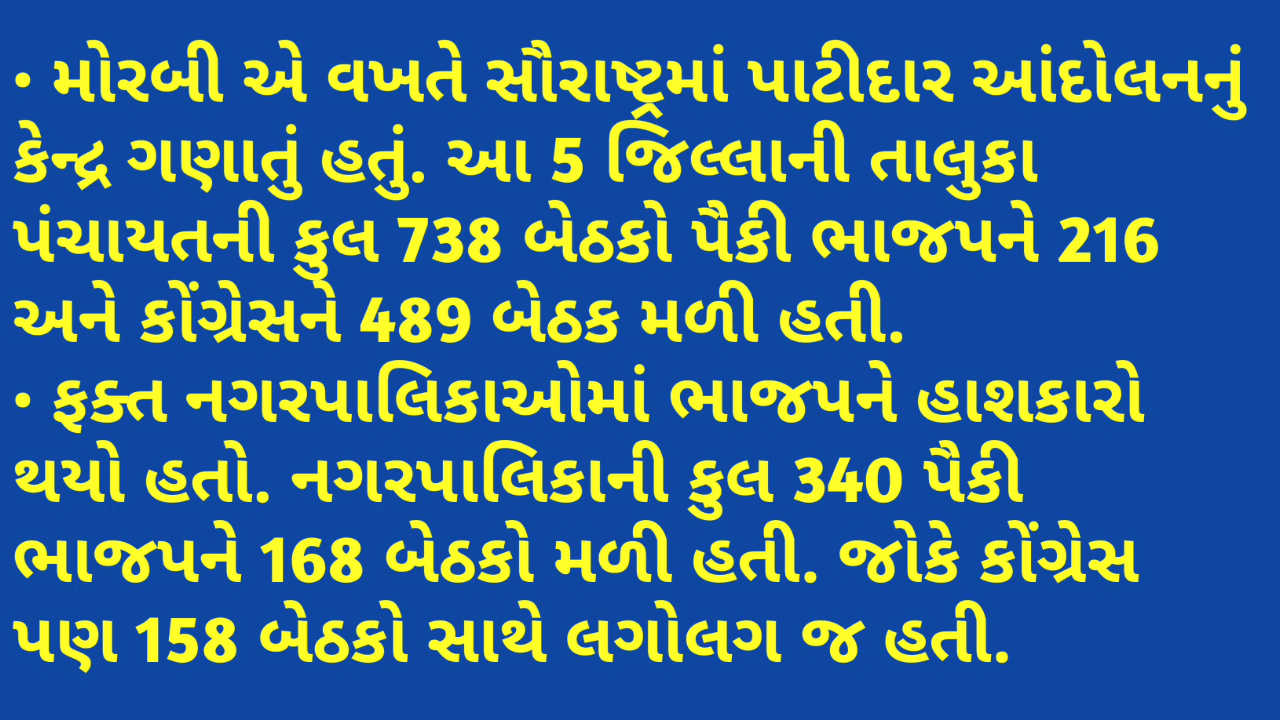 • મોરબી એ વખતે સૌરાષ્ટ્રમાં પાટીદાર આંદોલનનું
કેન્દ્ર ગણાતું હતું. આ 5 જિલ્લાની તાલુકા
પંચાયતની કુલ 738 બેઠકો પૈકી ભાજપને 216
અને કોંગ્રેસને 489 બેઠક મળી હતી.
• ફક્ત નગરપાલિકાઓમાં ભાજપને હાશકારો
થયો હતો. નગરપાલિકાની કુલ 340 પૈકી
ભાજપને 168 બેઠકો મળી હતી. જોકે કોંગ્રેસ
પણ 158 બેઠકો સાથે લગોલગ જ હતી.